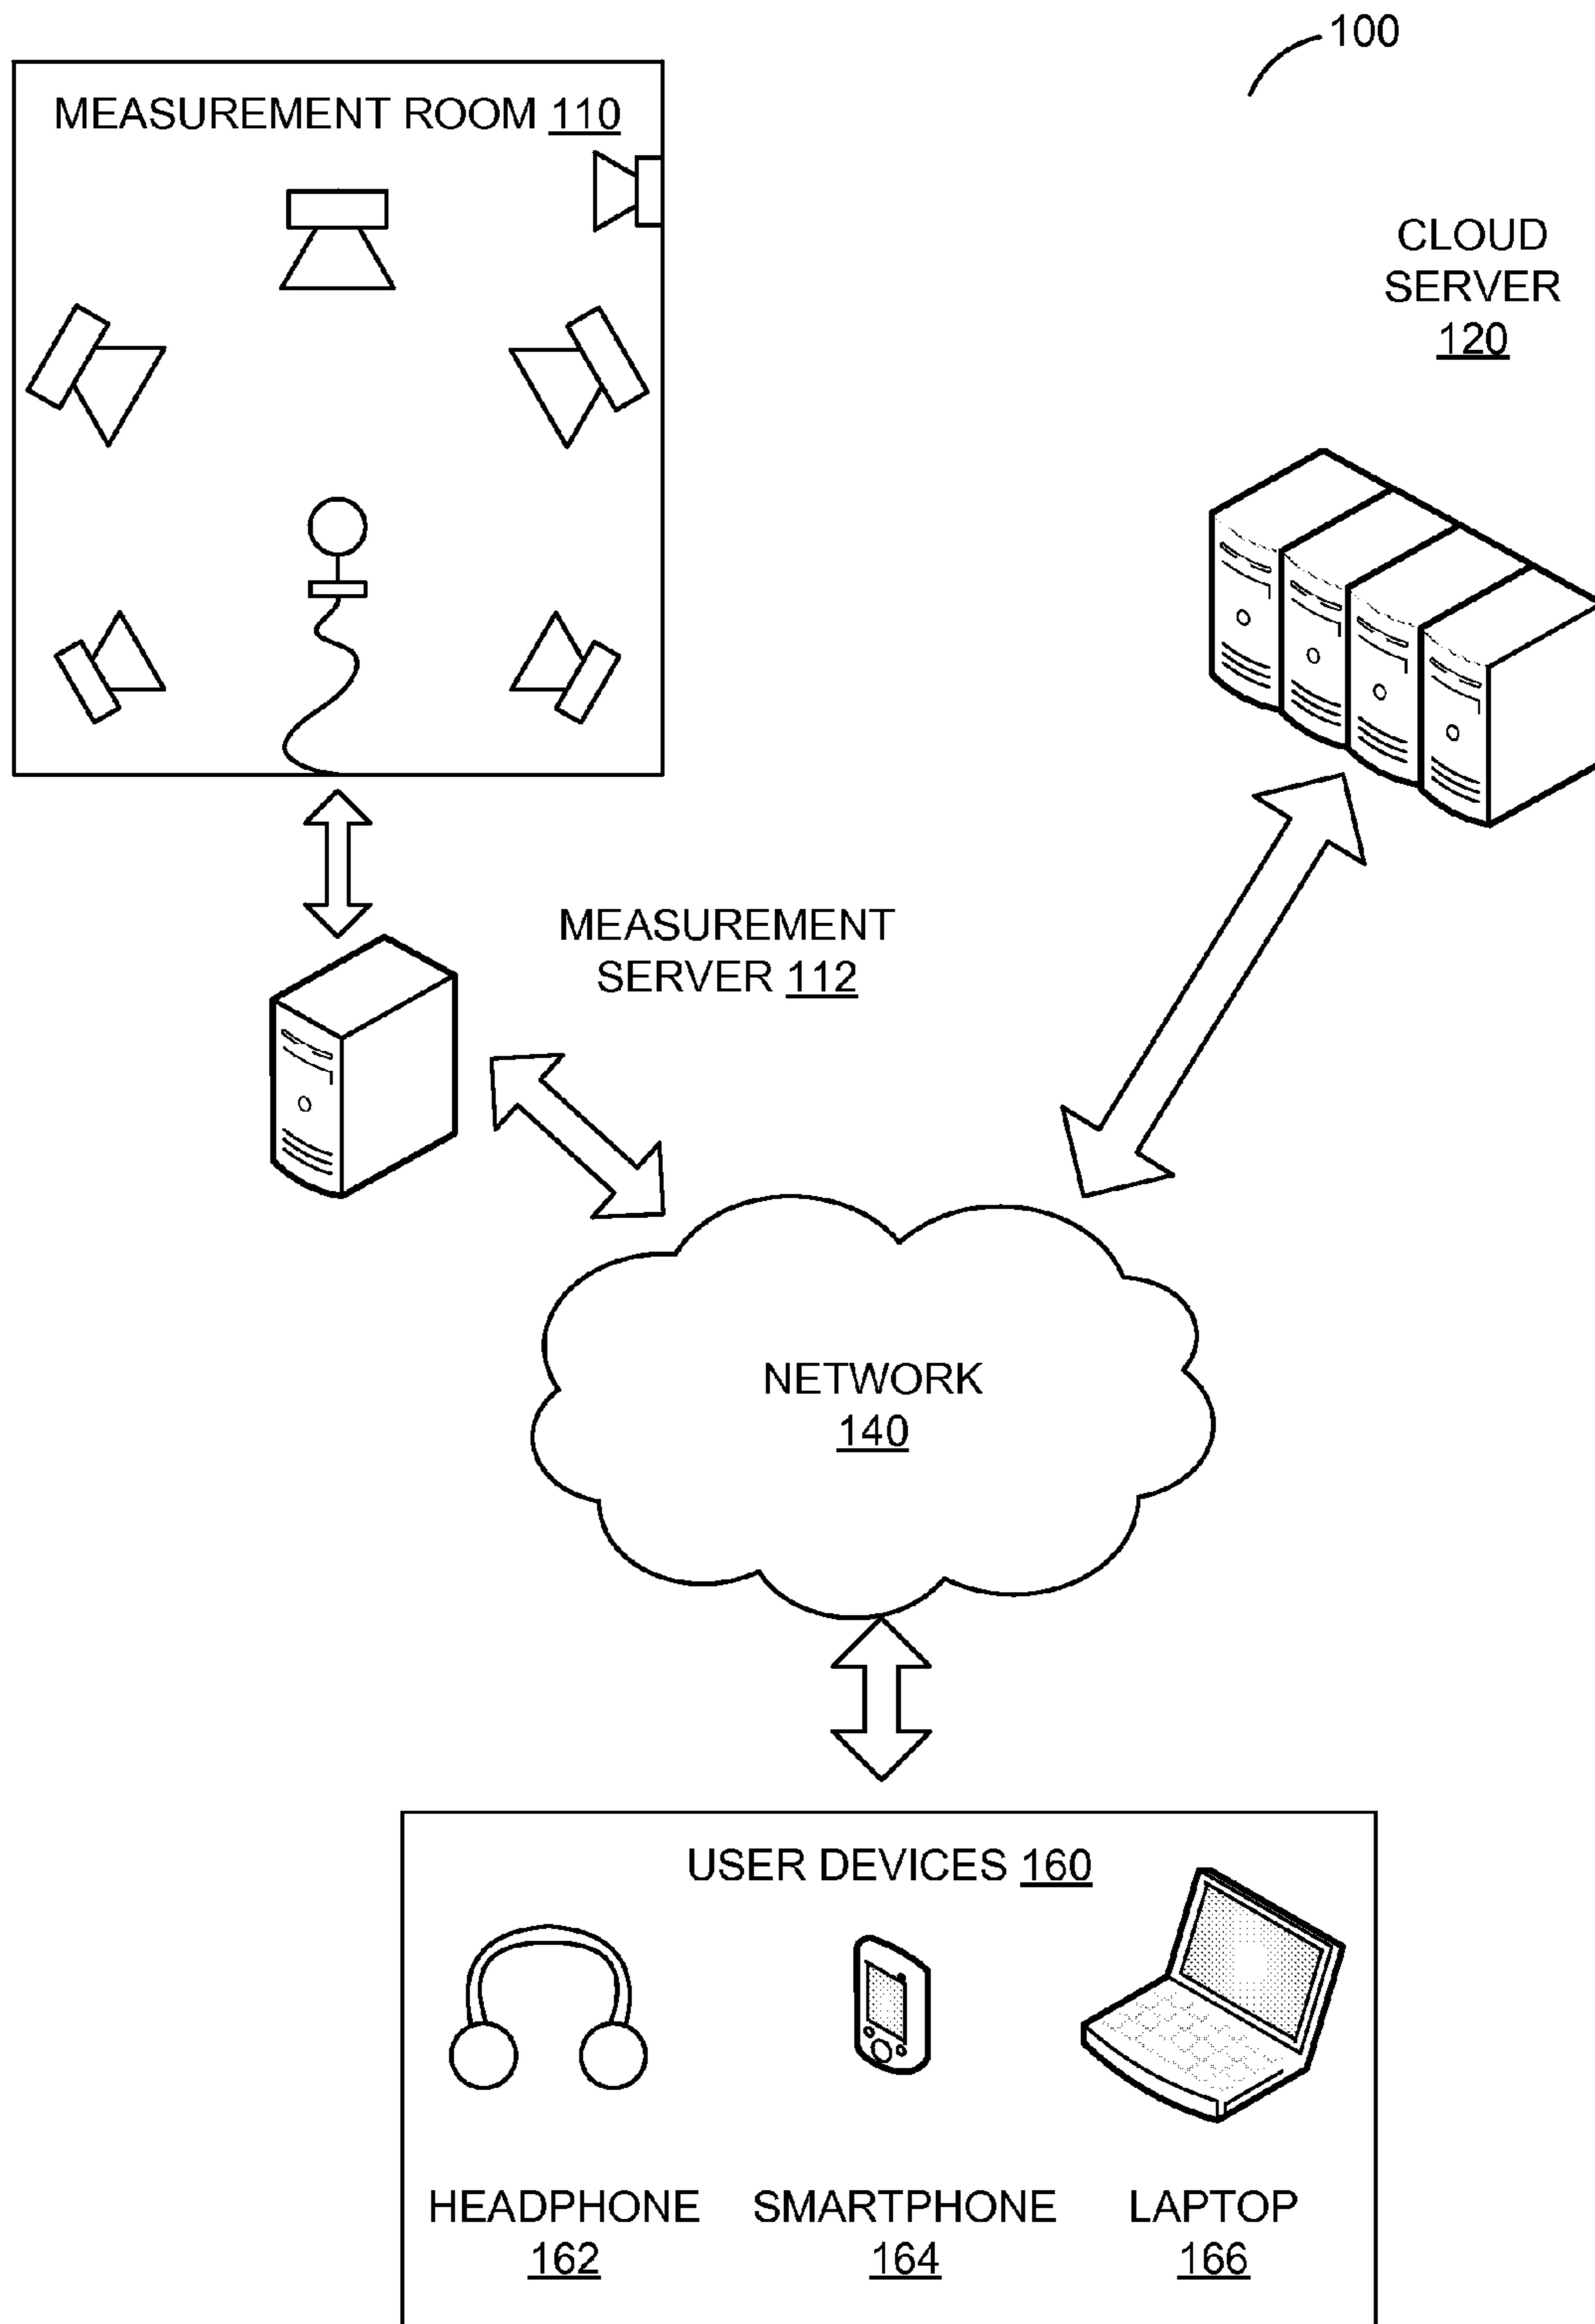 100
MEASUREMENT ROOM 110
CLOUD
SERVER
120
MEASUREMENT
SERVER 112
NETWORK
140
USER DEVICES 160
HEADPHONE
162
SMARTPHONE
164
LAPTOP
166